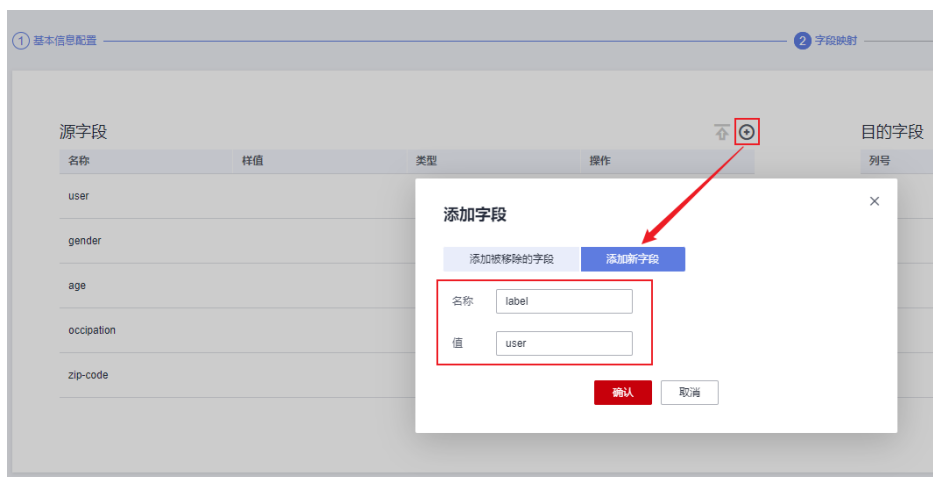 1 基本信息配置
2 字段映射
源字段
目的字段
名称 样值 类型 操作
列号
user
gender
age
occipation
zip-code
添加字段
添加被移除的字段 添加新字段
名称 label
值 user
确认 取消